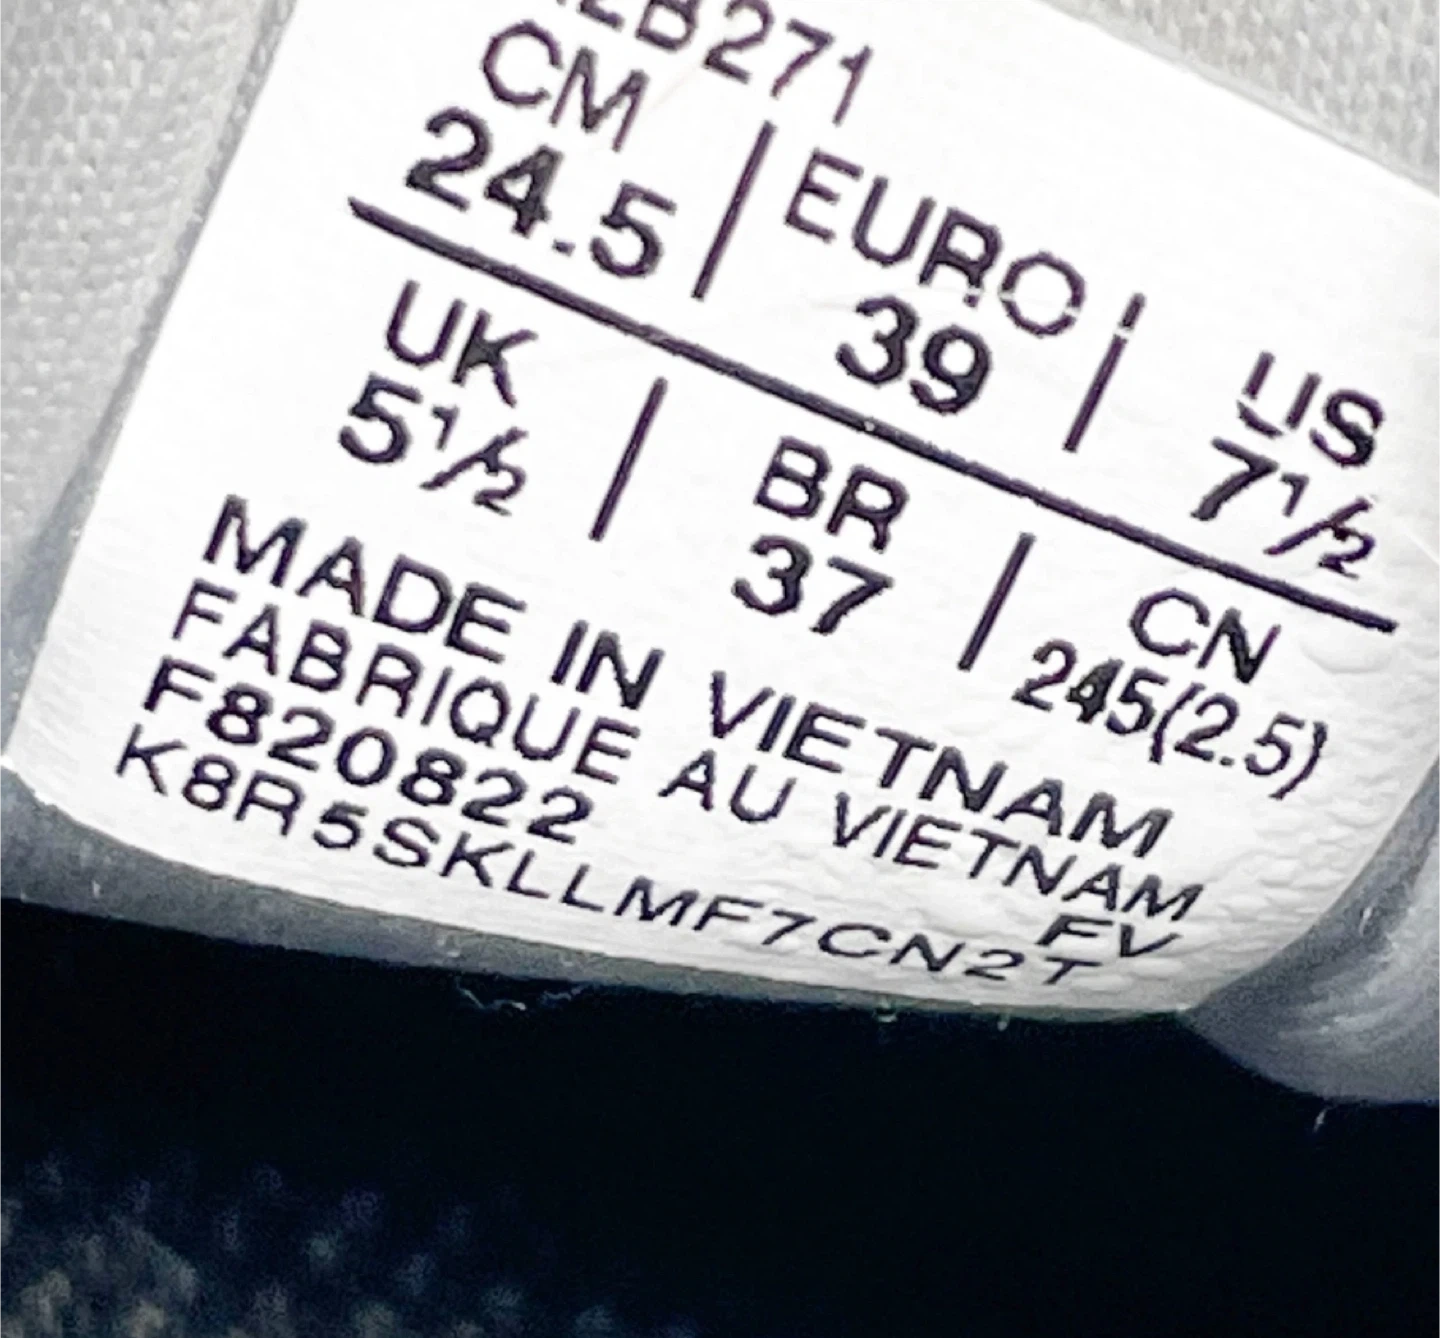 2B271
CM | EURO | US
24.5 | 39 | 7½
UK | BR | CN
5½ | 37 | 245(2.5)
MADE IN VIETNAM
FABRIQUE AU VIETNAM
F820822 FV
K8R5SKLLMF7CN2T